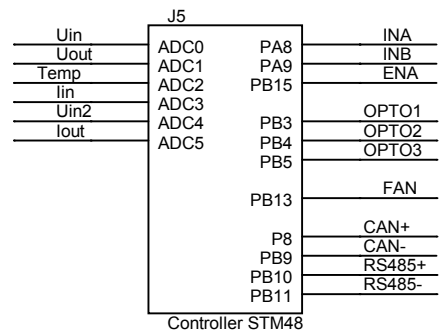 J5
Uin ADC0 PA8 INA
Uout ADC1 PA9 INB
Temp ADC2 PB15 ENA
Iin ADC3
Uin2 ADC4 PB3 OPTO1
Iout ADC5 PB4 OPTO2
PB5 OPTO3
PB13 FAN
P8 CAN+
PB9 CAN-
PB10 RS485+
PB11 RS485-
Controller STM48